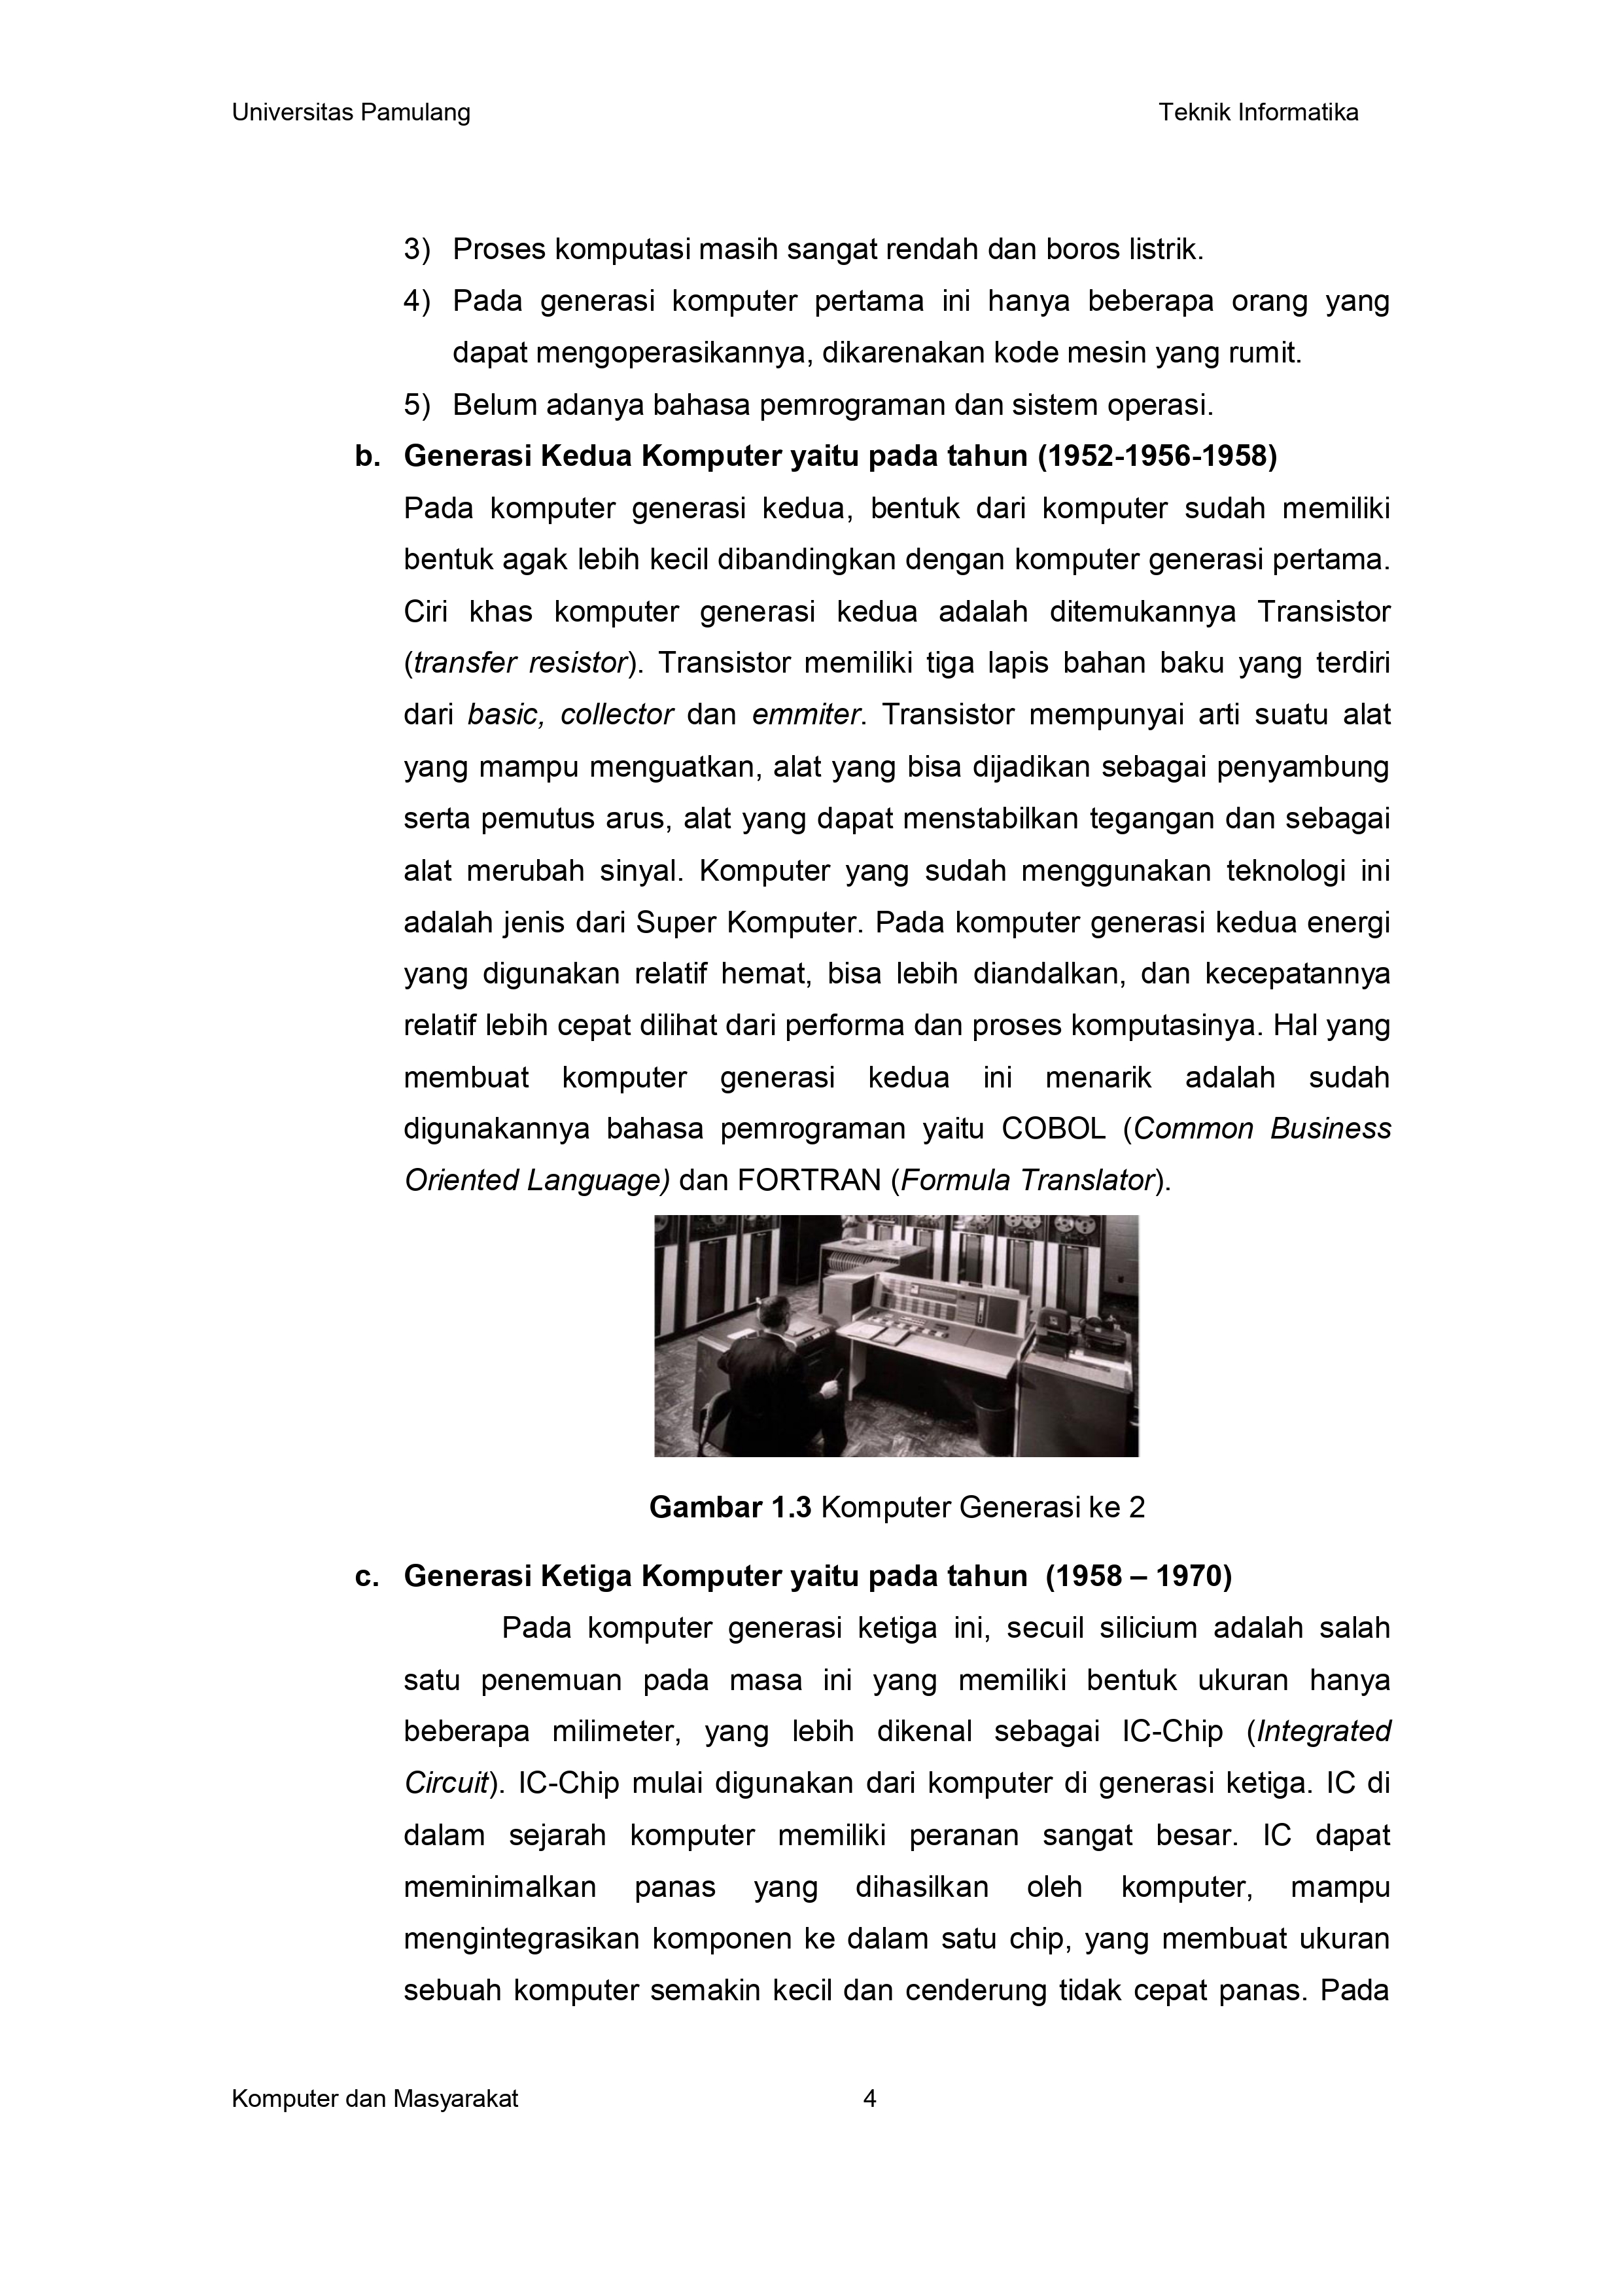 Universitas Pamulang Teknik Informatika
3) Proses komputasi masih sangat rendah dan boros listrik.
4) Pada generasi komputer pertama ini hanya beberapa orang yang
dapat mengoperasikannya, dikarenakan kode mesin yang rumit.
5) Belum adanya bahasa pemrograman dan sistem operasi.
b. Generasi Kedua Komputer yaitu pada tahun (1952-1956-1958)
Pada komputer generasi kedua, bentuk dari komputer sudah memiliki
bentuk agak lebih kecil dibandingkan dengan komputer generasi pertama.
Ciri khas komputer generasi kedua adalah ditemukannya Transistor
(transfer resistor). Transistor memiliki tiga lapis bahan baku yang terdiri
dari basic, collector dan emmiter. Transistor mempunyai arti suatu alat
yang mampu menguatkan, alat yang bisa dijadikan sebagai penyambung
serta pemutus arus, alat yang dapat menstabilkan tegangan dan sebagai
alat merubah sinyal. Komputer yang sudah menggunakan teknologi ini
adalah jenis dari Super Komputer. Pada komputer generasi kedua energi
yang digunakan relatif hemat, bisa lebih diandalkan, dan kecepatannya
relatif lebih cepat dilihat dari performa dan proses komputasinya. Hal yang
membuat komputer generasi kedua ini menarik adalah sudah
digunakannya bahasa pemrograman yaitu COBOL (Common Business
Oriented Language) dan FORTRAN (Formula Translator).
Gambar 1.3 Komputer Generasi ke 2
c. Generasi Ketiga Komputer yaitu pada tahun (1958 – 1970)
Pada komputer generasi ketiga ini, secuil silicium adalah salah
satu penemuan pada masa ini yang memiliki bentuk ukuran hanya
beberapa milimeter, yang lebih dikenal sebagai IC-Chip (Integrated
Circuit). IC-Chip mulai digunakan dari komputer di generasi ketiga. IC di
dalam sejarah komputer memiliki peranan sangat besar. IC dapat
meminimalkan panas yang dihasilkan oleh komputer, mampu
mengintegrasikan komponen ke dalam satu chip, yang membuat ukuran
sebuah komputer semakin kecil dan cenderung tidak cepat panas. Pada
Komputer dan Masyarakat 4